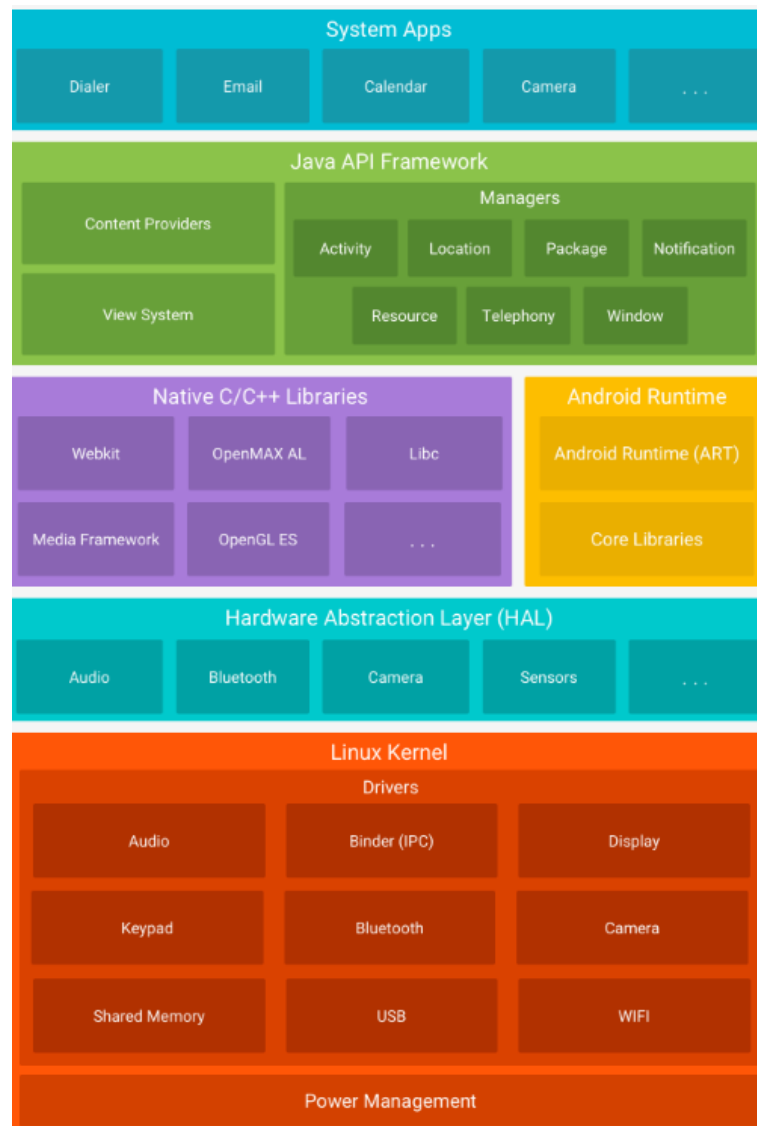 System Apps
Dialer
Email
Calendar
Camera
. . .
Java API Framework
Content Providers
View System
Managers
Activity
Location
Package
Notification
Resource
Telephony
Window
Native C/C++ Libraries
Webkit
OpenMAX AL
Libc
Media Framework
OpenGL ES
. . .
Android Runtime
Android Runtime (ART)
Core Libraries
Hardware Abstraction Layer (HAL)
Audio
Bluetooth
Camera
Sensors
. . .
Linux Kernel
Drivers
Audio
Binder (IPC)
Display
Keypad
Bluetooth
Camera
Shared Memory
USB
WIFI
Power Management